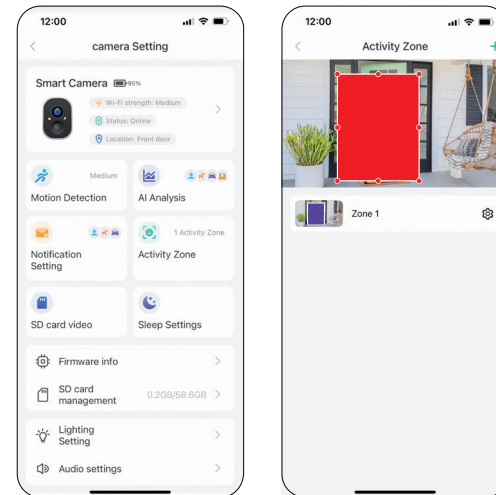 12:00
camera Setting
Smart Camera 95%
Wi-Fi strength: Medium
Status: Online
Location: Front door
Medium
Motion Detection
AI Analysis
Notification
Setting
1 Activity Zone
Activity Zone
SD card video
Sleep Settings
Firmware info
SD card
management
0.2GB/58.6GB
Lighting
Setting
Audio settings
12:00
Activity Zone
Zone 1